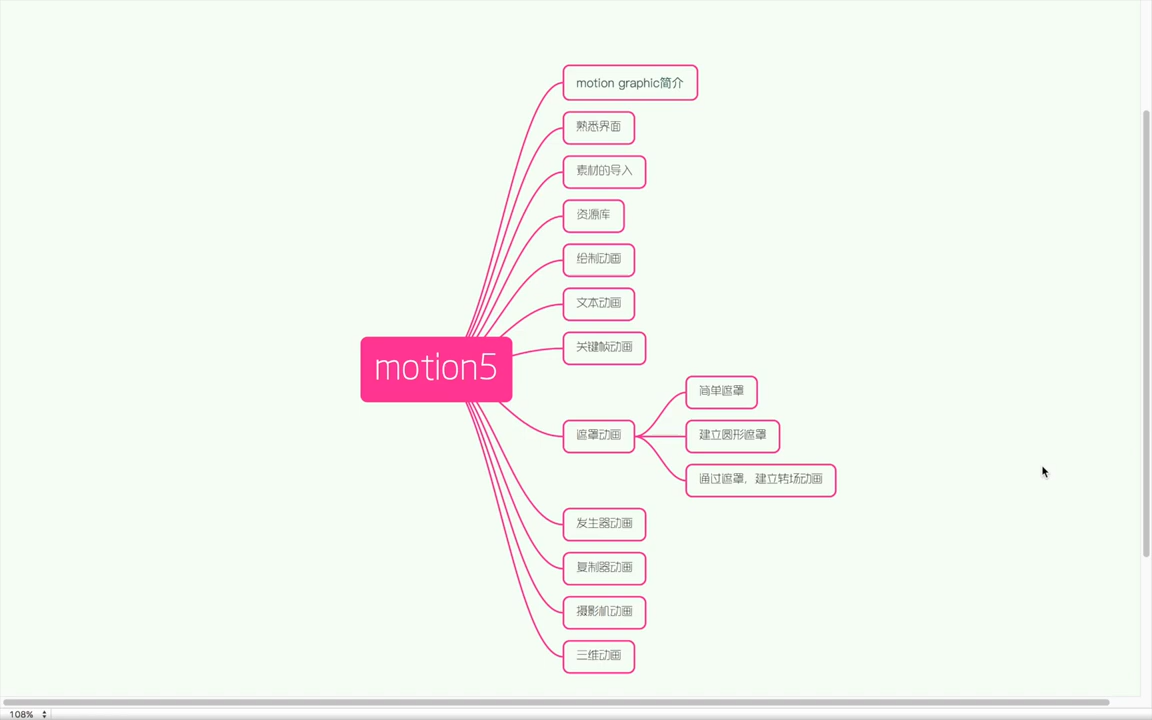 motion graphic简介
熟悉界面
素材的导入
资源库
绘制动画
文本动画
关键帧动画
motion5
简单遮罩
遮罩动画
建立圆形遮罩
通过遮罩，建立转场动画
发生器动画
复制器动画
摄影机动画
三维动画
108%